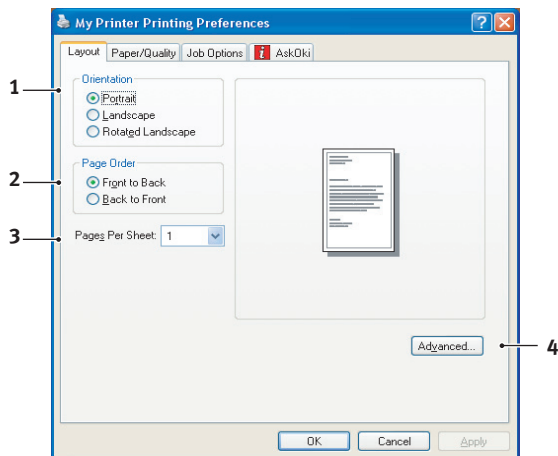 My Printer Printing Preferences
Layout Paper/Quality Job Options AskOki
1
Orientation
Portrait
Landscape
Rotated Landscape
2
Page Order
Front to Back
Back to Front
3
Pages Per Sheet: 1
Advanced...
4
OK Cancel Apply